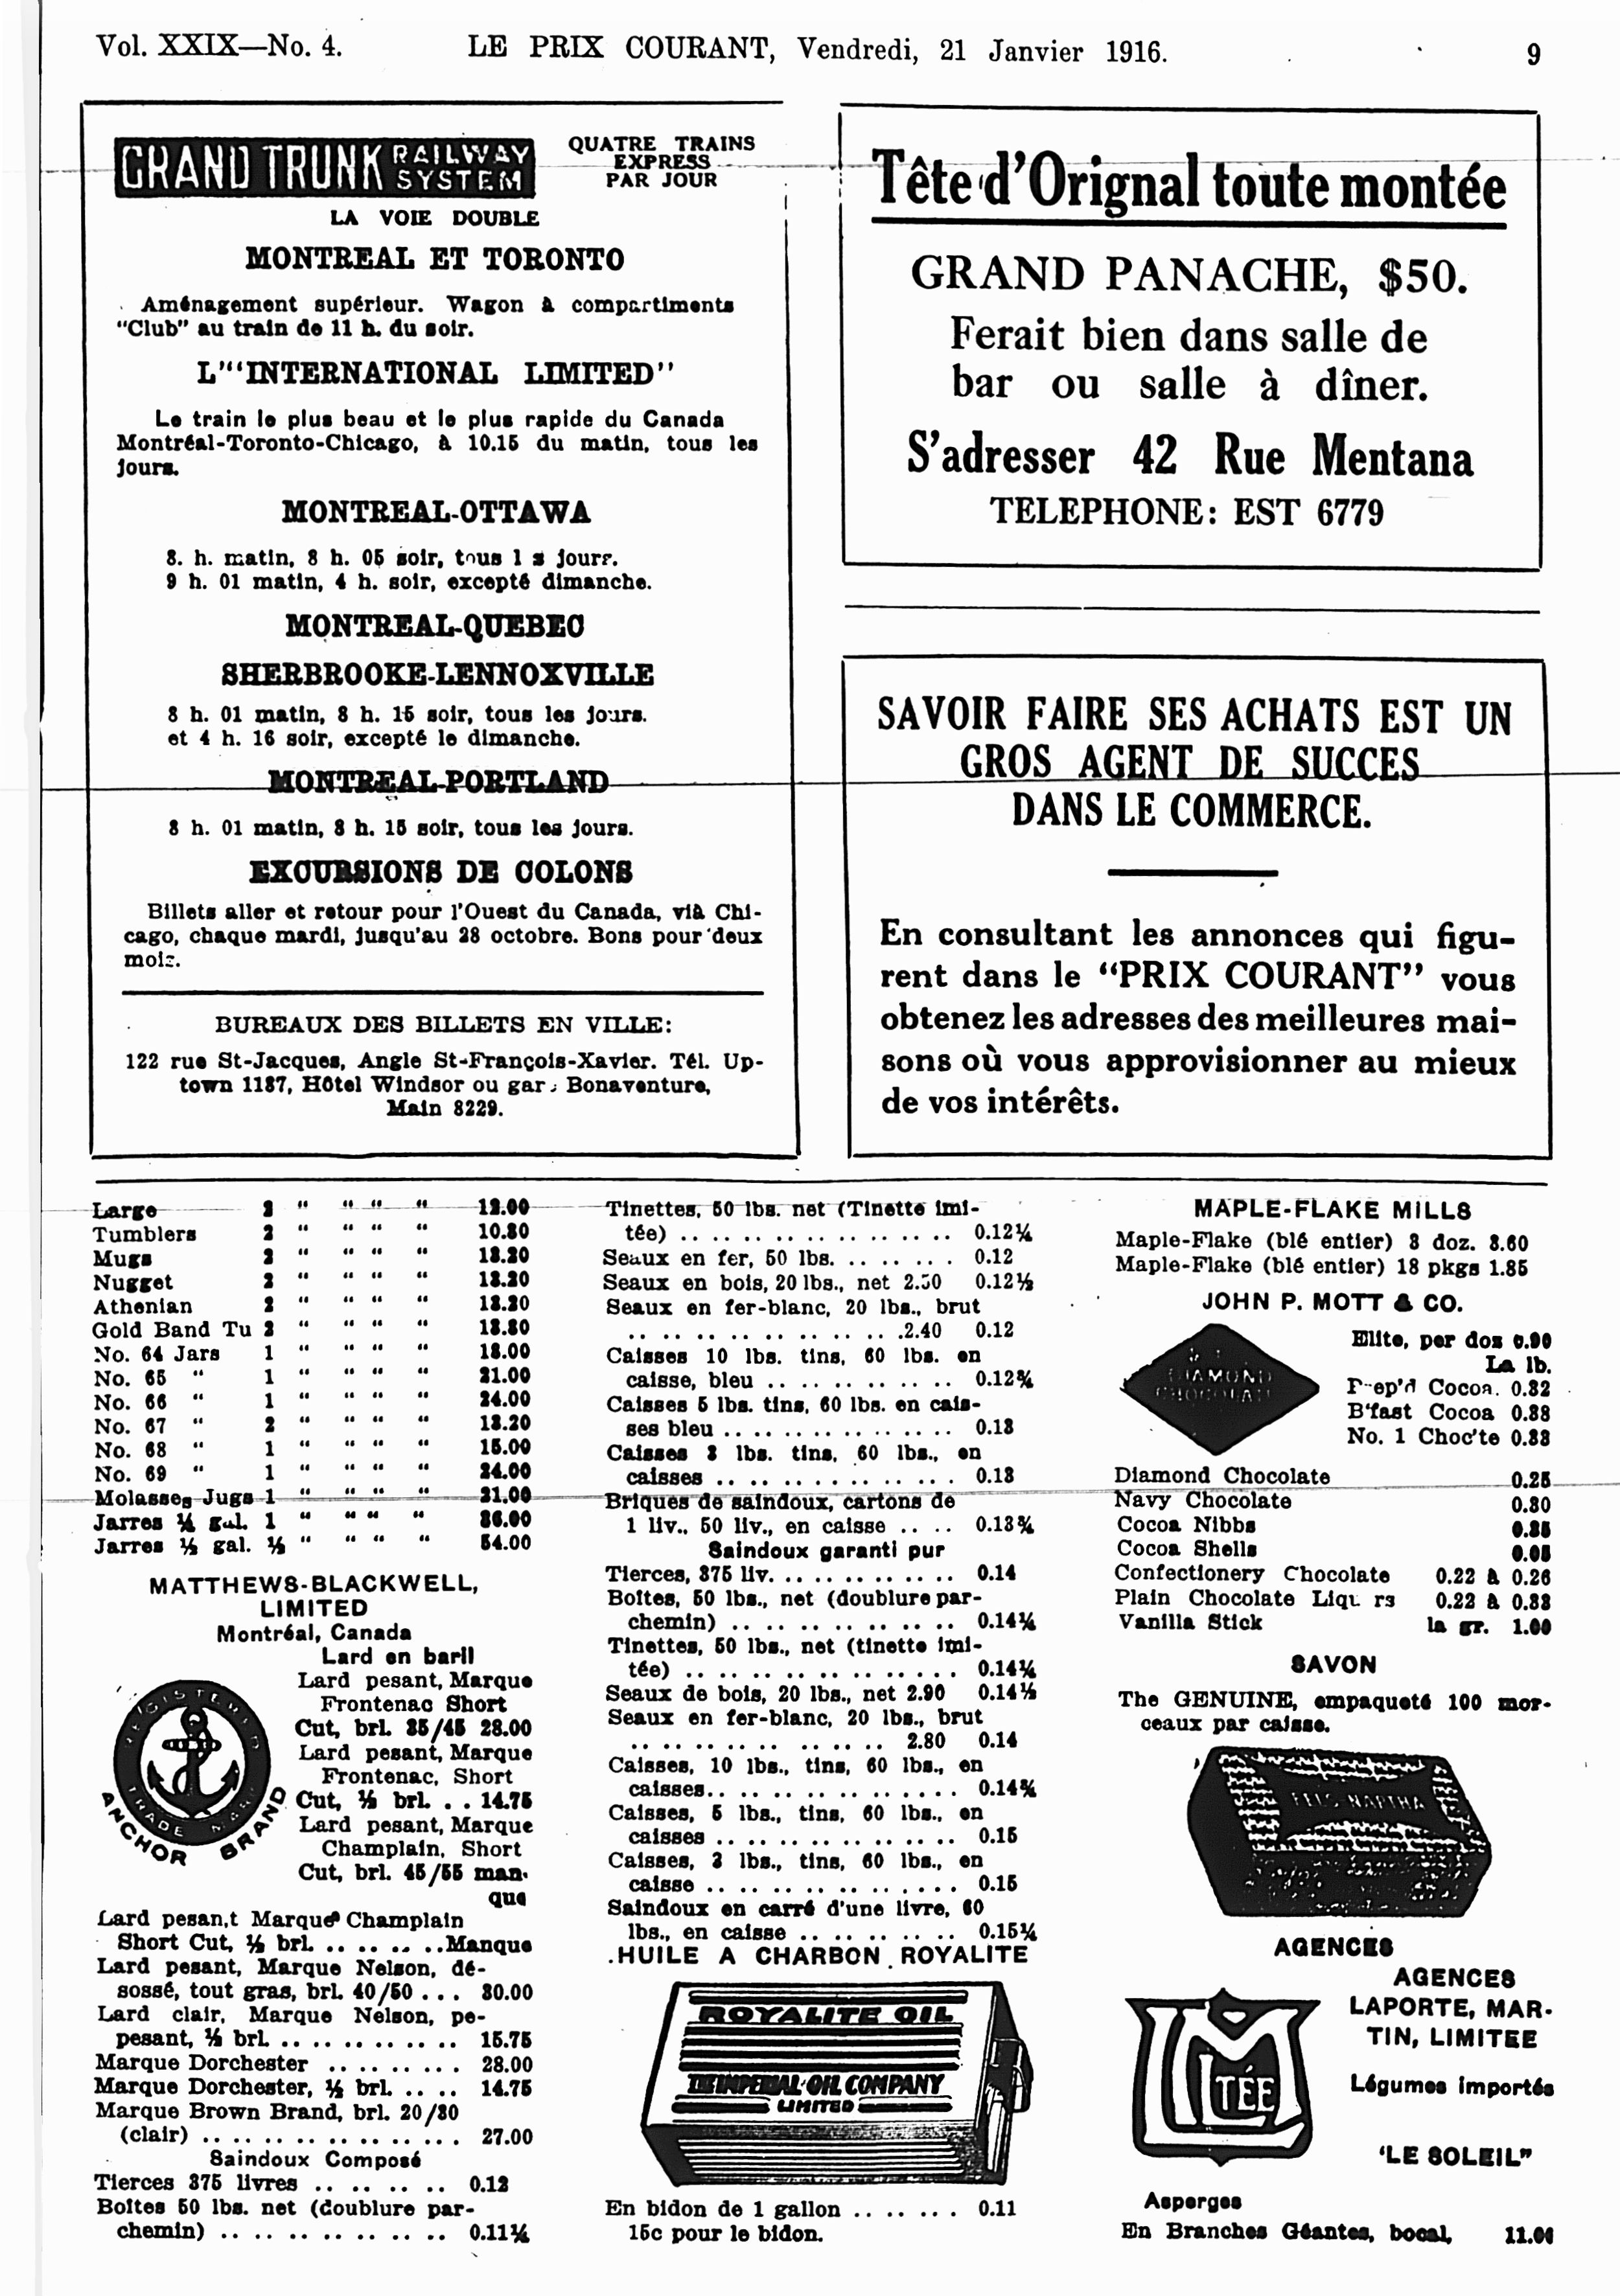 Vol. XXIX—No. 4. LE PRIX COURANT, Vendredi, 21 Janvier 1916. 9
GRAND TRUNK RAILWAY SYSTEM
QUATRE TRAINS
EXPRESS
PAR JOUR
LA VOIE DOUBLE
MONTREAL ET TORONTO
Aménagement supérieur. Wagon à compartiments
"Club" au train de 11 h. du soir.
L'"INTERNATIONAL LIMITED"
Le train le plus beau et le plus rapide du Canada
Montréal-Toronto-Chicago, à 10.15 du matin, tous les
jours.
MONTREAL-OTTAWA
8. h. matin, 8 h. 05 soir, tous les jours.
9 h. 01 matin, 4 h. soir, excepté dimanche.
MONTREAL-QUEBEC
SHERBROOKE-LENNOXVILLE
8 h. 01 matin, 8 h. 15 soir, tous les jours.
et 4 h. 16 soir, excepté le dimanche.
MONTREAL-PORTLAND
8 h. 01 matin, 8 h. 15 soir, tous les jours.
EXCURSIONS DE COLONS
Billets aller et retour pour l'Ouest du Canada, viâ Chi-
cago, chaque mardi, jusqu'au 28 octobre. Bons pour deux
mois.
BUREAUX DES BILLETS EN VILLE:
122 rue St-Jacques, Angle St-François-Xavier. Tél. Up-
town 1187, Hôtel Windsor ou gare Bonaventure,
Main 8229.
Tête d'Orignal toute montée
GRAND PANACHE, $50.
Ferait bien dans salle de
bar ou salle à dîner.
S'adresser 42 Rue Mentana
TELEPHONE: EST 6779
SAVOIR FAIRE SES ACHATS EST UN
GROS AGENT DE SUCCES
DANS LE COMMERCE.
En consultant les annonces qui figu-
rent dans le "PRIX COURANT" vous
obtenez les adresses des meilleures mai-
sons où vous approvisionner au mieux
de vos intérêts.
Large 2 " " " " 12.00
Tumblers 2 " " " " 10.80
Mugs 2 " " " " 13.20
Nugget 2 " " " " 13.20
Athenian 2 " " " " 13.20
Gold Band Tu 2 " " " " 13.80
No. 64 Jars 1 " " " " 18.00
No. 65 " 1 " " " " 21.00
No. 66 " 1 " " " " 24.00
No. 67 " 2 " " " " 13.20
No. 68 " 1 " " " " 15.00
No. 69 " 1 " " " " 24.00
Molasses Jugs 1 " " " " 21.00
Jarres ¼ gal. 1 " " " " 36.00
Jarres ½ gal. ½ " " " " 54.00
MATTHEWS-BLACKWELL,
LIMITED
Montréal, Canada
Lard en baril
REGISTERED TRADE MARK
ANCHOR BRAND
Lard pesant, Marque
Frontenac Short
Cut, brl. 35/45 28.00
Lard pesant, Marque
Frontenac, Short
Cut, ½ brl. . . 14.75
Lard pesant, Marque
Champlain, Short
Cut, brl. 45/55 man-
que
Lard pesan,t Marque Champlain
Short Cut, ½ brl. .. .. .. ..Manque
Lard pesant, Marque Nelson, dé-
sossé, tout gras, brl. 40/50 . . . 30.00
Lard clair, Marque Nelson, pe-
pesant, ½ brl. .. .. .. .. .. .. 15.75
Marque Dorchester .. .. .. .. . 28.00
Marque Dorchester, ½ brl. .. .. 14.75
Marque Brown Brand, brl. 20/30
(clair) .. .. .. .. .. .. .. .. . 27.00
Saindoux Composé
Tierces 375 livres .. .. .. .. 0.12
Boîtes 50 lbs. net (doublure par-
chemin) .. .. .. .. .. .. .. .. 0.11¼
Tinettes, 50 lbs. net (Tinette imi-
tée) .. .. .. .. .. .. .. .. .. 0.12¼
Seaux en fer, 50 lbs. .. .. .. . 0.12
Seaux en bois, 20 lbs., net 2.50 0.12½
Seaux en fer-blanc, 20 lbs., brut
.. .. .. .. .. .. .. .. .. .2.40 0.12
Caisses 10 lbs. tins, 60 lbs. en
caisse, bleu .. .. .. .. .. .. . 0.12¾
Caisses 5 lbs. tins, 60 lbs. en cais-
ses bleu .. .. .. .. .. .. .. .. 0.13
Caisses 3 lbs. tins, 60 lbs., en
caisses .. .. .. .. .. .. .. .. . 0.13
Briques de saindoux, cartons de
1 liv., 50 liv., en caisse .. .. 0.13¾
Saindoux garanti pur
Tierces, 375 liv. .. .. .. .. .. . 0.14
Boîtes, 50 lbs., net (doublure par-
chemin) .. .. .. .. .. .. .. .. 0.14¼
Tinettes, 50 lbs., net (tinette imi-
tée) .. .. .. .. .. .. .. .. .. . 0.14¼
Seaux de bois, 20 lbs., net 2.90 0.14½
Seaux en fer-blanc, 20 lbs., brut
.. .. .. .. .. .. .. .. .. 2.80 0.14
Caisses, 10 lbs., tins, 60 lbs., en
caisses.. .. .. .. .. .. .. .. . 0.14¾
Caisses, 5 lbs., tins, 60 lbs., en
caisses .. .. .. .. .. .. .. .. . 0.15
Caisses, 3 lbs., tins, 60 lbs., en
caisse .. .. .. .. .. .. .. .. . 0.15
Saindoux en carré d'une livre, 60
lbs., en caisse .. .. .. .. .. . 0.15¼
HUILE A CHARBON ROYALITE
ROYALITE OIL
THE IMPERIAL OIL COMPANY
LIMITED
En bidon de 1 gallon .. .. .. . 0.11
15c pour le bidon.
MAPLE-FLAKE MILLS
Maple-Flake (blé entier) 3 doz. 3.60
Maple-Flake (blé entier) 18 pkgs 1.85
JOHN P. MOTT & CO.
DIAMOND
CHOCOLAT
Elite, per dos 0.90
La lb.
Prep'd Cocoa. 0.32
B'fast Cocoa 0.38
No. 1 Choc'te 0.33
Diamond Chocolate 0.25
Navy Chocolate 0.30
Cocoa Nibbs 0.35
Cocoa Shells 0.05
Confectionery Chocolate 0.22 à 0.26
Plain Chocolate Liqu rs 0.22 à 0.33
Vanilla Stick la gr. 1.00
SAVON
The GENUINE, empaqueté 100 mor-
ceaux par caisse.
FELS-NAPTHA
AGENCES
AGENCES
LAPORTE, MAR-
TIN, LIMITEE
LM LTÉE
Légumes importés
'LE SOLEIL"
Asperges
En Branches Géantes, bocal, 11.00